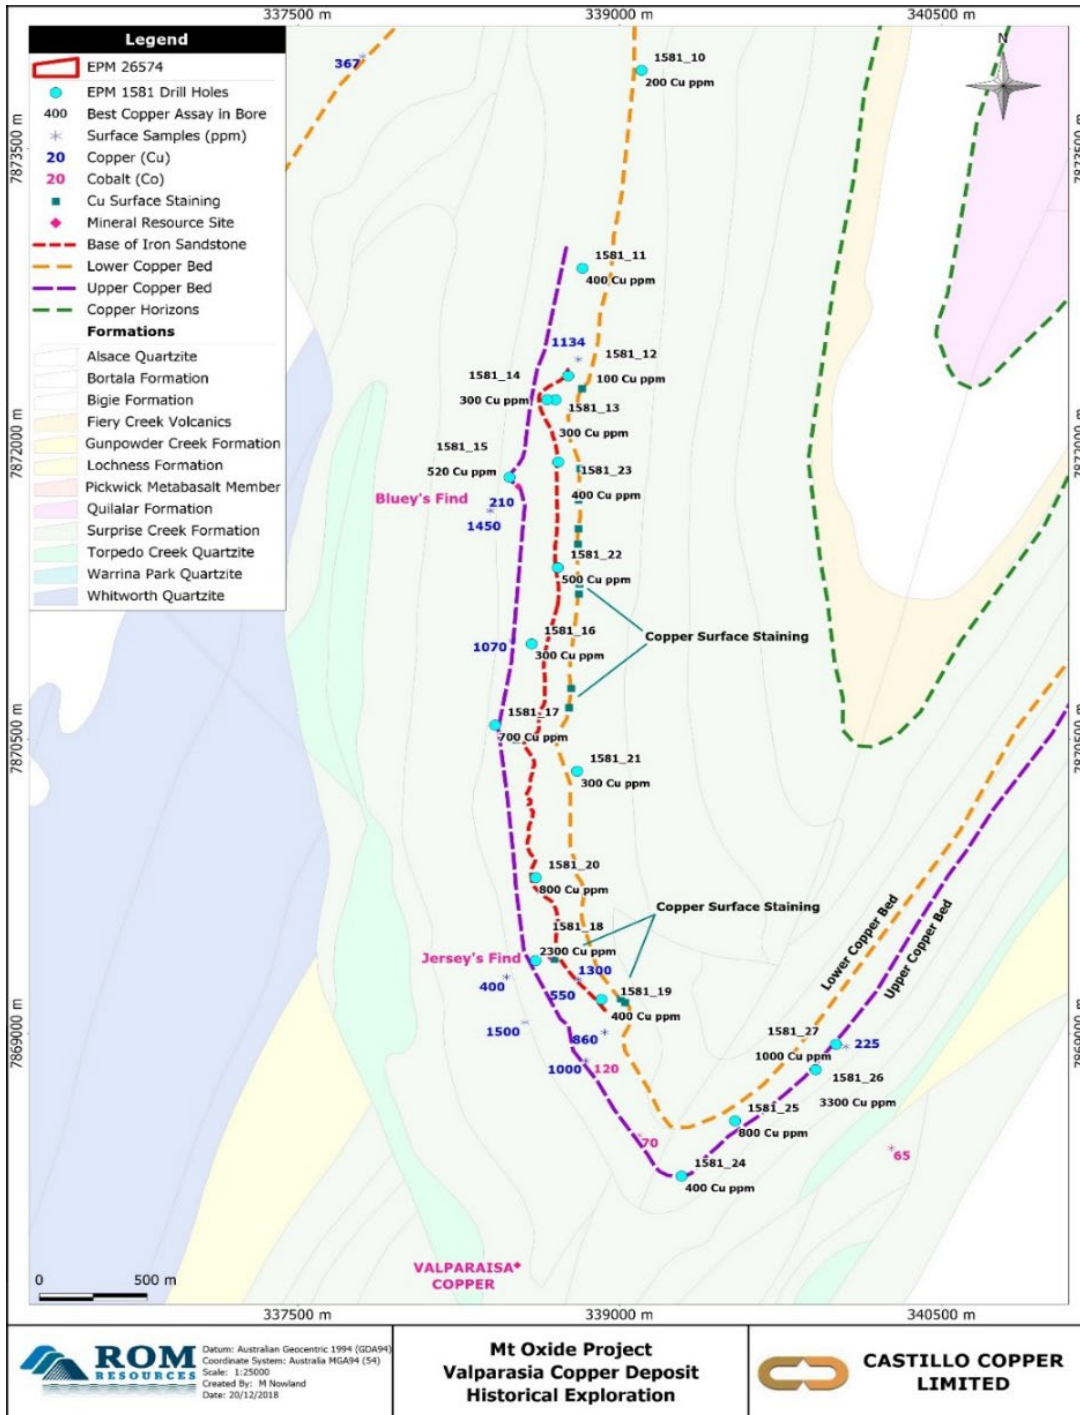 337500 m
339000 m
340500 m
Legend
EPM 26574
EPM 1581 Drill Holes
400 Best Copper Assay in Bore
Surface Samples (ppm)
20 Copper (Cu)
20 Cobalt (Co)
Cu Surface Staining
Mineral Resource Site
Base of Iron Sandstone
Lower Copper Bed
Upper Copper Bed
Copper Horizons
Formations
Alsace Quartzite
Bortala Formation
Bigie Formation
Fiery Creek Volcanics
Gunpowder Creek Formation
Lochness Formation
Pickwick Metabasalt Member
Quilalar Formation
Surprise Creek Formation
Torpedo Creek Quartzite
Warrina Park Quartzite
Whitworth Quartzite
7873500 m
7872000 m
7870500 m
7869000 m
N
7873500 m
7872000 m
7870500 m
7869000 m
367
1581_10
200 Cu ppm
1581_11
400 Cu ppm
1134
1581_12
100 Cu ppm
1581_14
300 Cu ppm
1581_13
300 Cu ppm
1581_15
520 Cu ppm
1581_23
400 Cu ppm
Bluey's Find
210
1450
1581_22
500 Cu ppm
Copper Surface Staining
1581_16
300 Cu ppm
1070
1581_17
700 Cu ppm
1581_21
300 Cu ppm
1581_20
800 Cu ppm
Copper Surface Staining
1581_18
2300 Cu ppm
Jersey's Find
1300
400
550
1581_19
400 Cu ppm
1500
860
1000
120
Lower Copper Bed
Upper Copper Bed
1581_27
1000 Cu ppm
225
1581_26
3300 Cu ppm
1581_25
800 Cu ppm
70
65
1581_24
400 Cu ppm
VALPARAISA
COPPER
0
500 m
337500 m
339000 m
340500 m
ROM
RESOURCES
Datum: Australian Geocentric 1994 (GDA94)
Coordinate System: Australia MGA94 (54)
Scale: 1:25000
Created By: M Nowland
Date: 20/12/2018
Mt Oxide Project
Valparasia Copper Deposit
Historical Exploration
CASTILLO COPPER
LIMITED